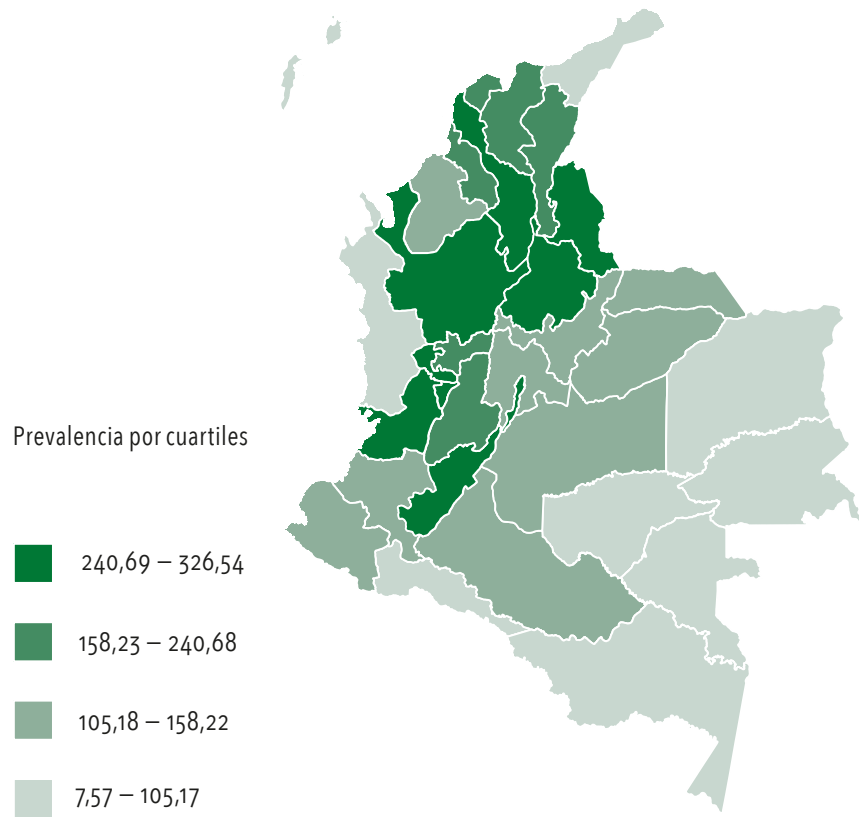 Prevalencia por cuartiles
240,69 – 326,54
158,23 – 240,68
105,18 – 158,22
7,57 – 105,17